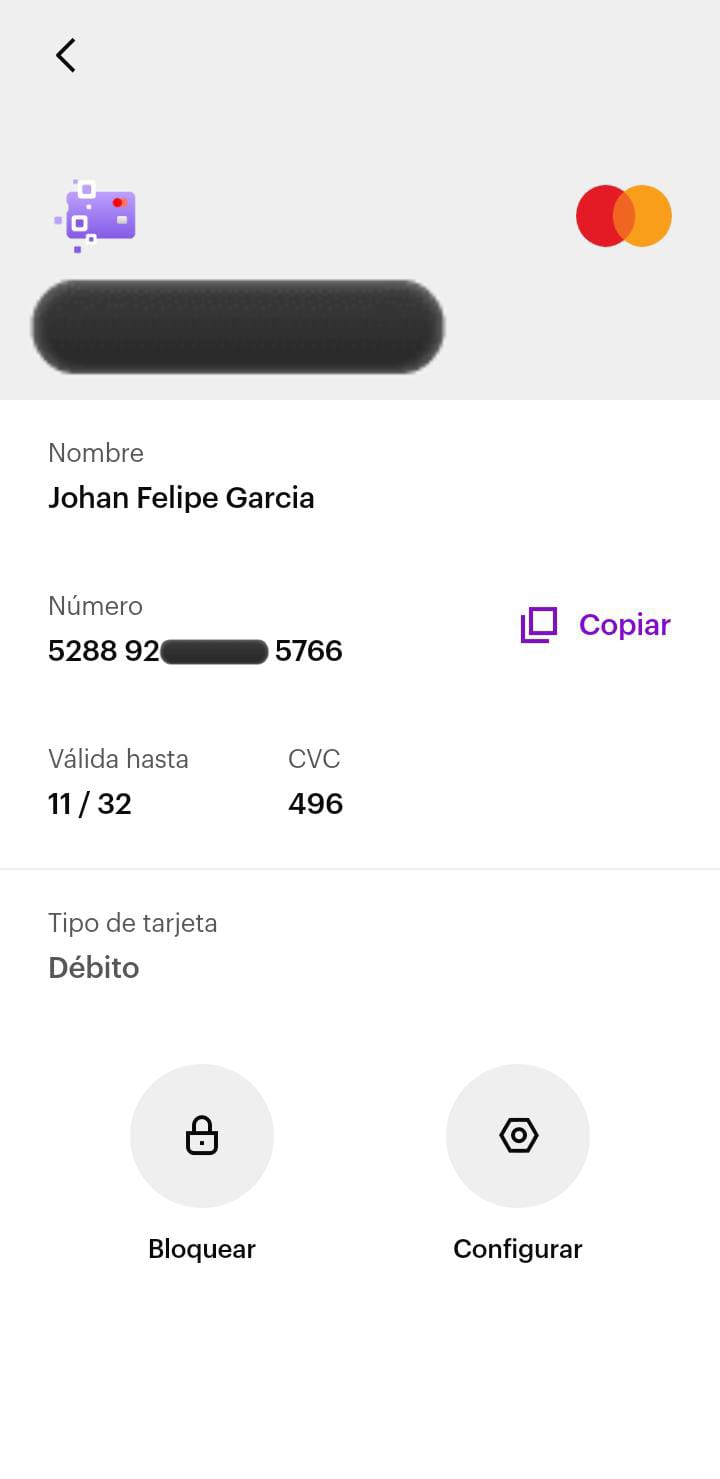 Nombre
Johan Felipe Garcia
Número
5288 92 5766
Copiar
Válida hasta CVC
11 / 32 496
Tipo de tarjeta
Débito
Bloquear Configurar